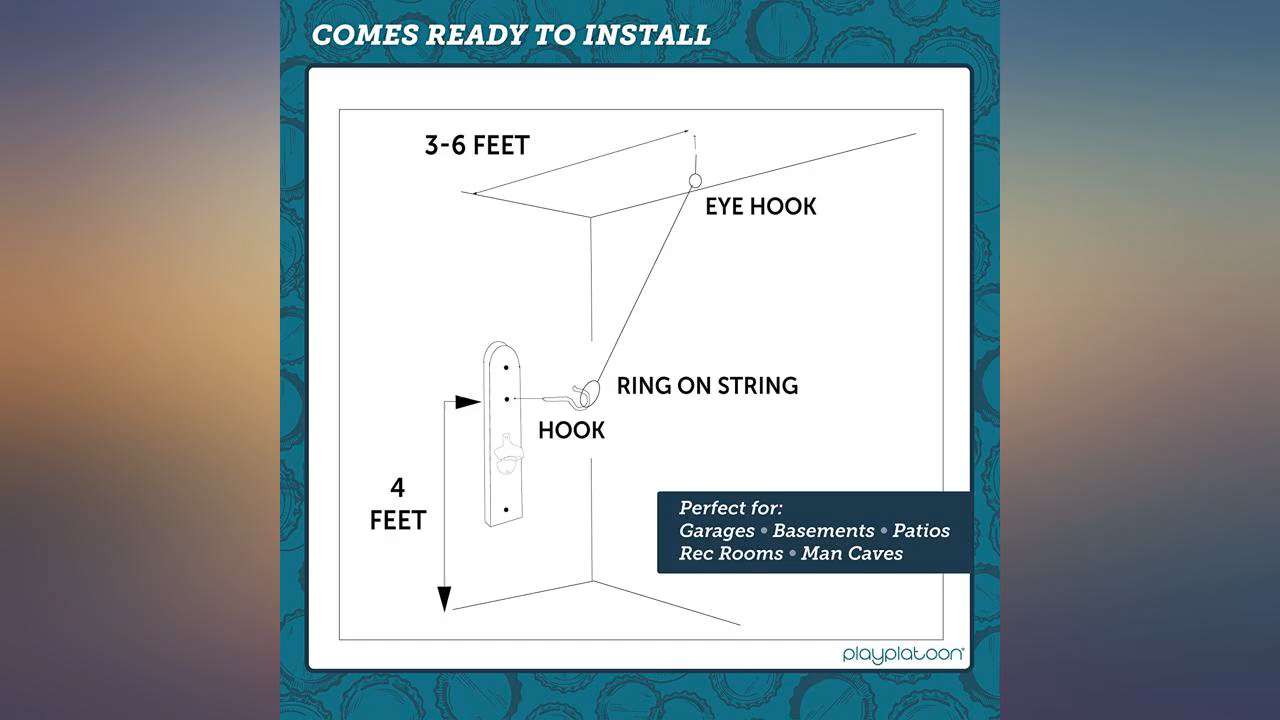 COMES READY TO INSTALL
3-6 FEET
EYE HOOK
RING ON STRING
HOOK
4
FEET
Perfect for:
Garages • Basements • Patios
Rec Rooms • Man Caves
playplatoon®